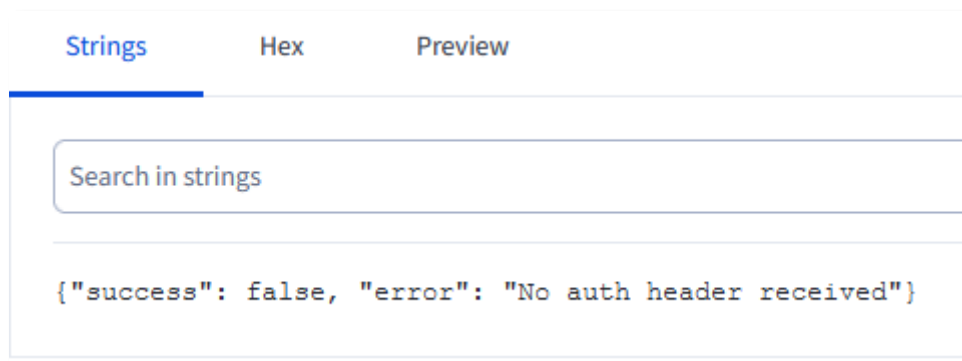 Strings Hex Preview
Search in strings
{"success": false, "error": "No auth header received"}